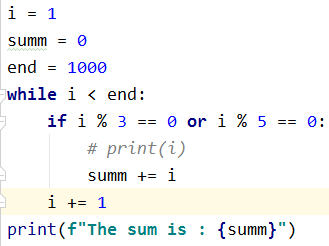 i = 1
summ = 0
end = 1000
while i < end:
    if i % 3 == 0 or i % 5 == 0:
        # print(i)
        summ += i
    i += 1
print(f"The sum is : {summ}")